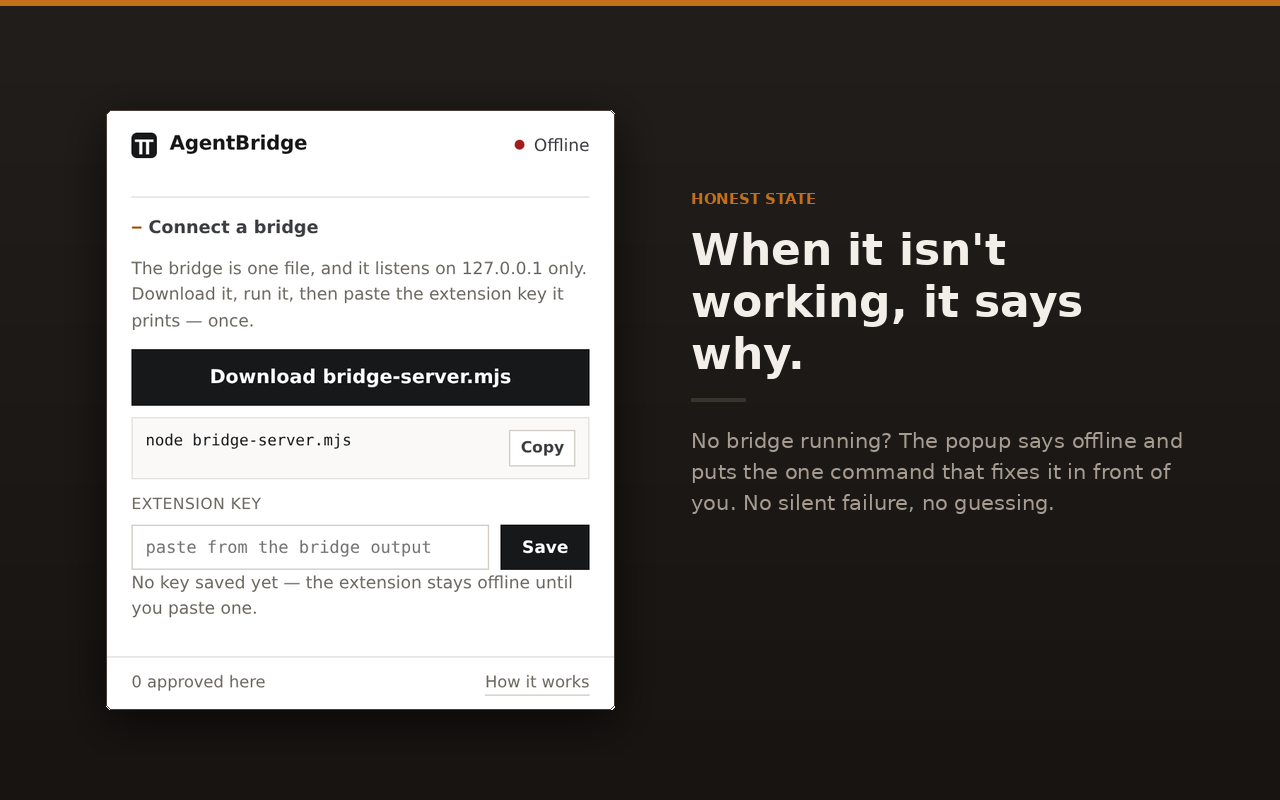 AgentBridge
Offline
– Connect a bridge
The bridge is one file, and it listens on 127.0.0.1 only.
Download it, run it, then paste the extension key it
prints — once.
Download bridge-server.mjs
node bridge-server.mjs
Copy
EXTENSION KEY
paste from the bridge output
Save
No key saved yet — the extension stays offline until
you paste one.
0 approved here
How it works
HONEST STATE
When it isn't
working, it says
why.
No bridge running? The popup says offline and
puts the one command that fixes it in front of
you. No silent failure, no guessing.